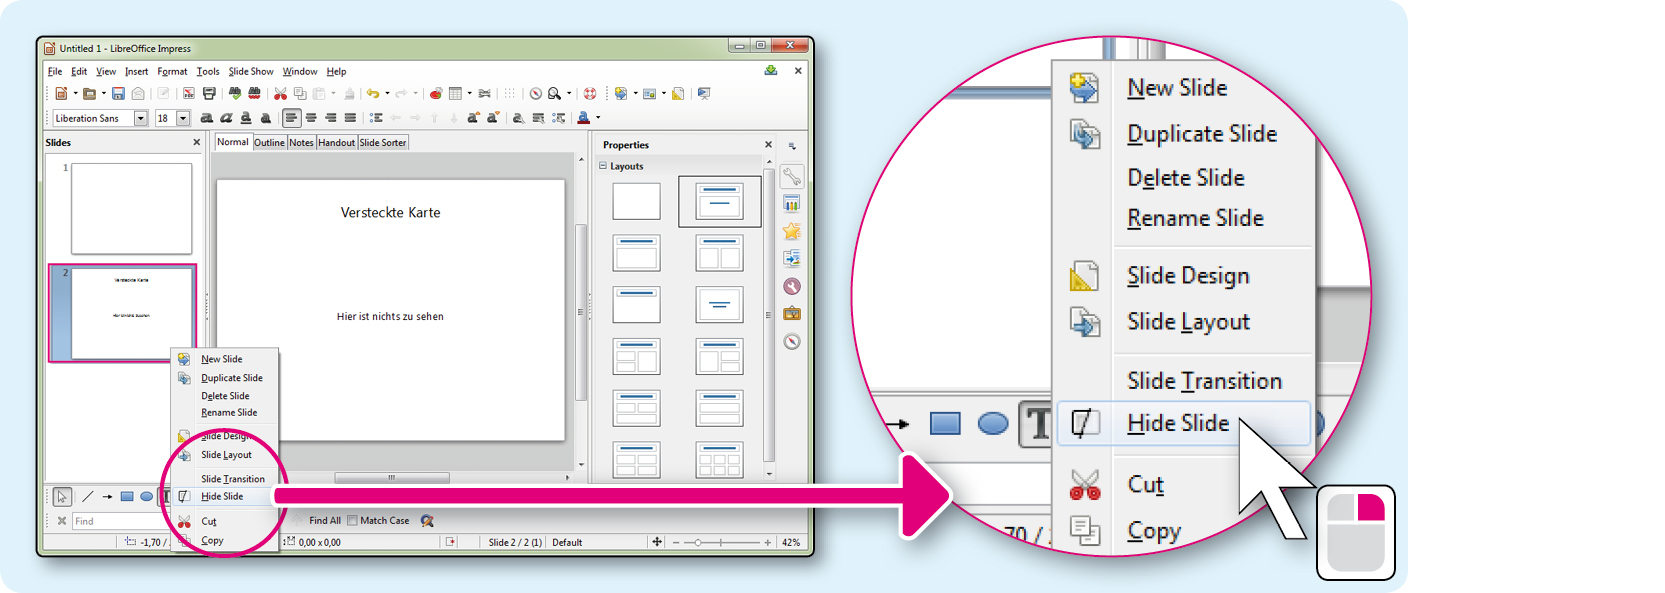 Untitled 1 - LibreOffice Impress
File Edit View Insert Format Tools Slide Show Window Help
Liberation Sans 18
Slides
Normal Outline Notes Handout Slide Sorter
Properties
Layouts
1
2
Versteckte Karte
Hier ist nichts zu sehen
Versteckte Karte
Hier ist nichts zu sehen
New Slide
Duplicate Slide
Delete Slide
Rename Slide
Slide Design
Slide Layout
Slide Transition
Hide Slide
Cut
Copy
Find
Find All Match Case
-1,70 / 0,00 x 0,00 Slide 2 / 2 (1) Default 42%
New Slide
Duplicate Slide
Delete Slide
Rename Slide
Slide Design
Slide Layout
Slide Transition
T Hide Slide
Cut
,70 / Copy